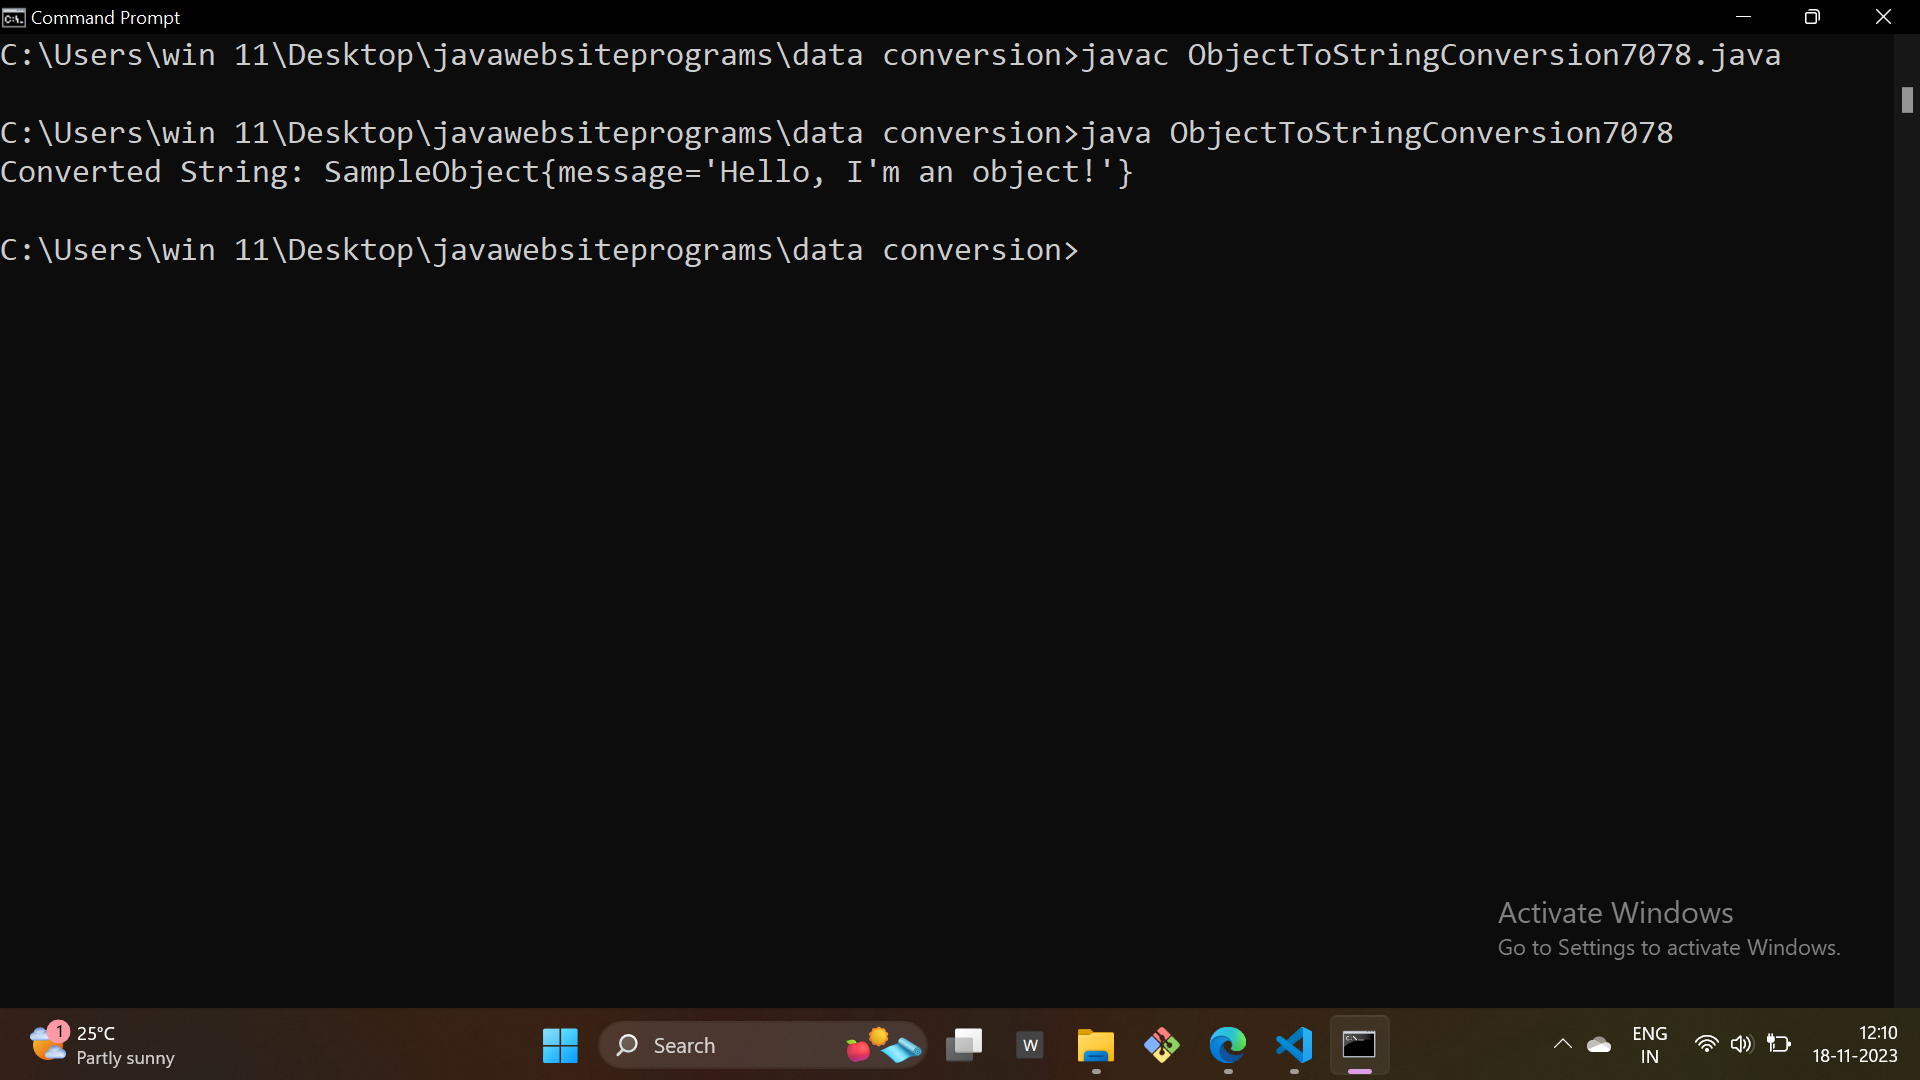 Command Prompt
C:\Users\win 11\Desktop\javawebsiteprograms\data conversion>javac ObjectToStringConversion7078.java
C:\Users\win 11\Desktop\javawebsiteprograms\data conversion>java ObjectToStringConversion7078
Converted String: SampleObject{message='Hello, I'm an object!'}
C:\Users\win 11\Desktop\javawebsiteprograms\data conversion>
Activate Windows
Go to Settings to activate Windows.
1
25°C
Partly sunny
Search
W
ENG
IN
12:10
18-11-2023